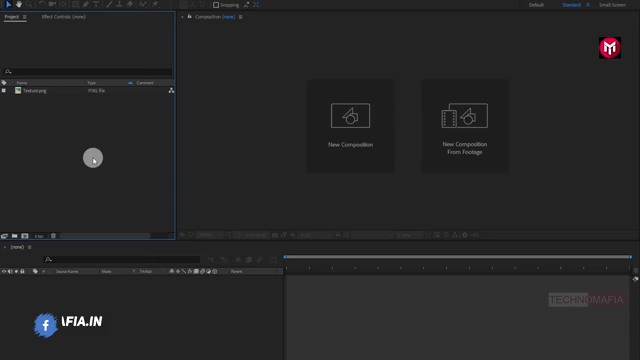 Snapping
Default
Standard
Small Screen
Project
Effect Controls (none)
Composition (none)
Name
Type
Comment
Texture.png
PNG file
New Composition
New Composition
From Footage
(none)
Source Name
Mode
TrkMat
Parent
TECHNOMAFIA
AFIA.IN